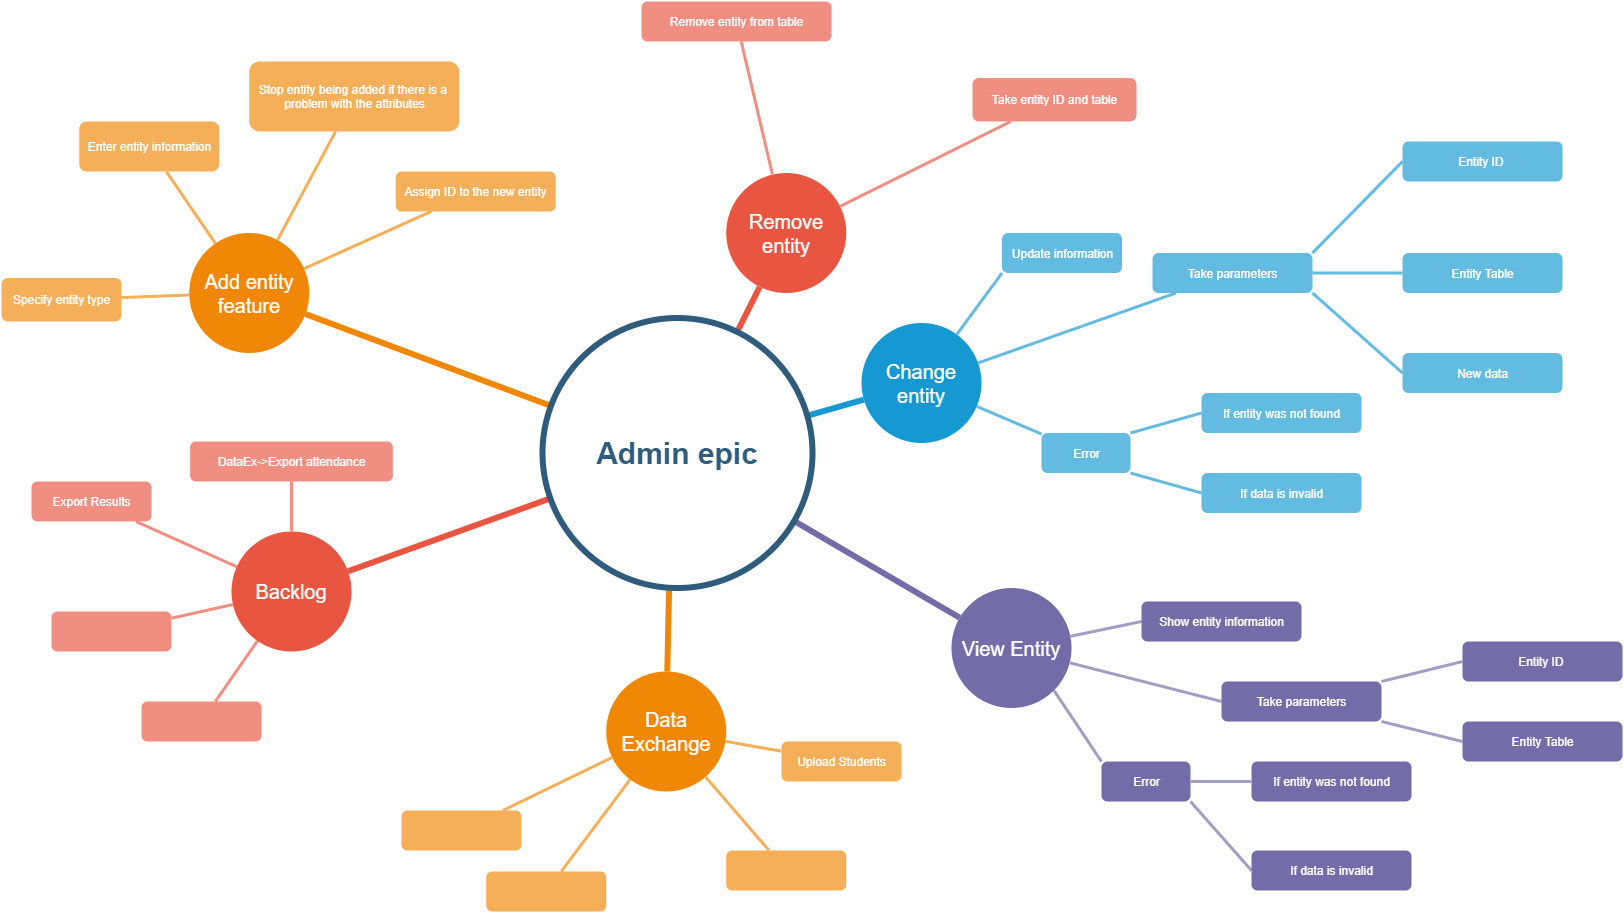 Remove entity from table
Stop entity being added if there is a
problem with the attributes
Take entity ID and table
Enter entity information
Assign ID to the new entity
Specify entity type
Add entity
feature
Remove
entity
Entity ID
Update information
Take parameters
Entity Table
New data
Change
entity
If entity was not found
Error
If data is invalid
Admin epic
DataEx->Export attendance
Export Results
Backlog
View Entity
Show entity information
Entity ID
Take parameters
Entity Table
Error
If entity was not found
If data is invalid
Data
Exchange
Upload Students